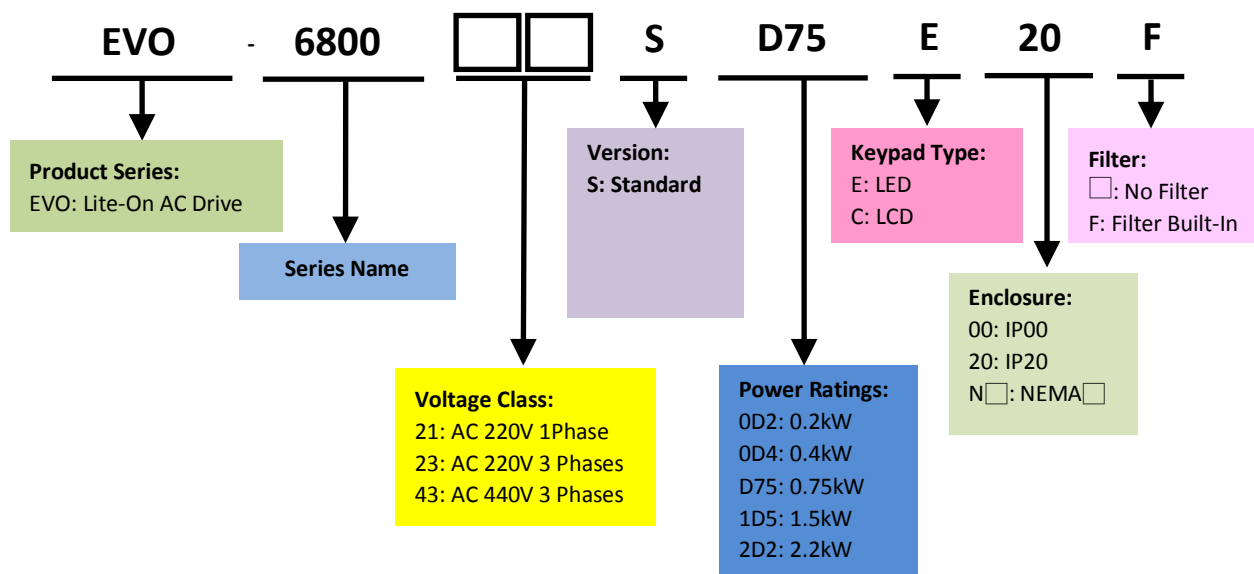 EVO - 6800 □□ S D75 E 20 F
Product Series:
EVO: Lite-On AC Drive
Series Name
Version:
S: Standard
Keypad Type:
E: LED
C: LCD
Filter:
□: No Filter
F: Filter Built-In
Enclosure:
00: IP00
20: IP20
N□: NEMA□
Voltage Class:
21: AC 220V 1Phase
23: AC 220V 3 Phases
43: AC 440V 3 Phases
Power Ratings:
0D2: 0.2kW
0D4: 0.4kW
D75: 0.75kW
1D5: 1.5kW
2D2: 2.2kW